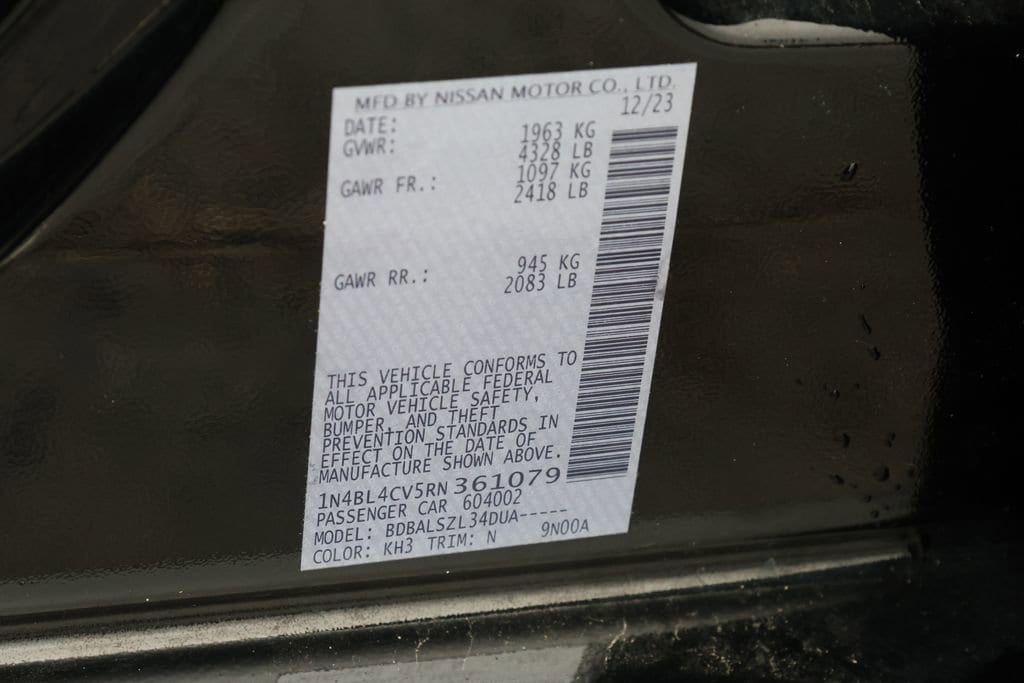 MFD BY NISSAN MOTOR CO., LTD.
DATE: 12/23
GVWR: 1963 KG
4328 LB
GAWR FR.: 1097 KG
2418 LB
GAWR RR.: 945 KG
2083 LB
THIS VEHICLE CONFORMS TO
ALL APPLICABLE FEDERAL
MOTOR VEHICLE SAFETY,
BUMPER, AND THEFT
PREVENTION STANDARDS IN
EFFECT ON THE DATE OF
MANUFACTURE SHOWN ABOVE.
1N4BL4CV5RN361079
PASSENGER CAR 604002
MODEL: BDBALSZL34DUA-----
COLOR: KH3 TRIM: N 9N00A